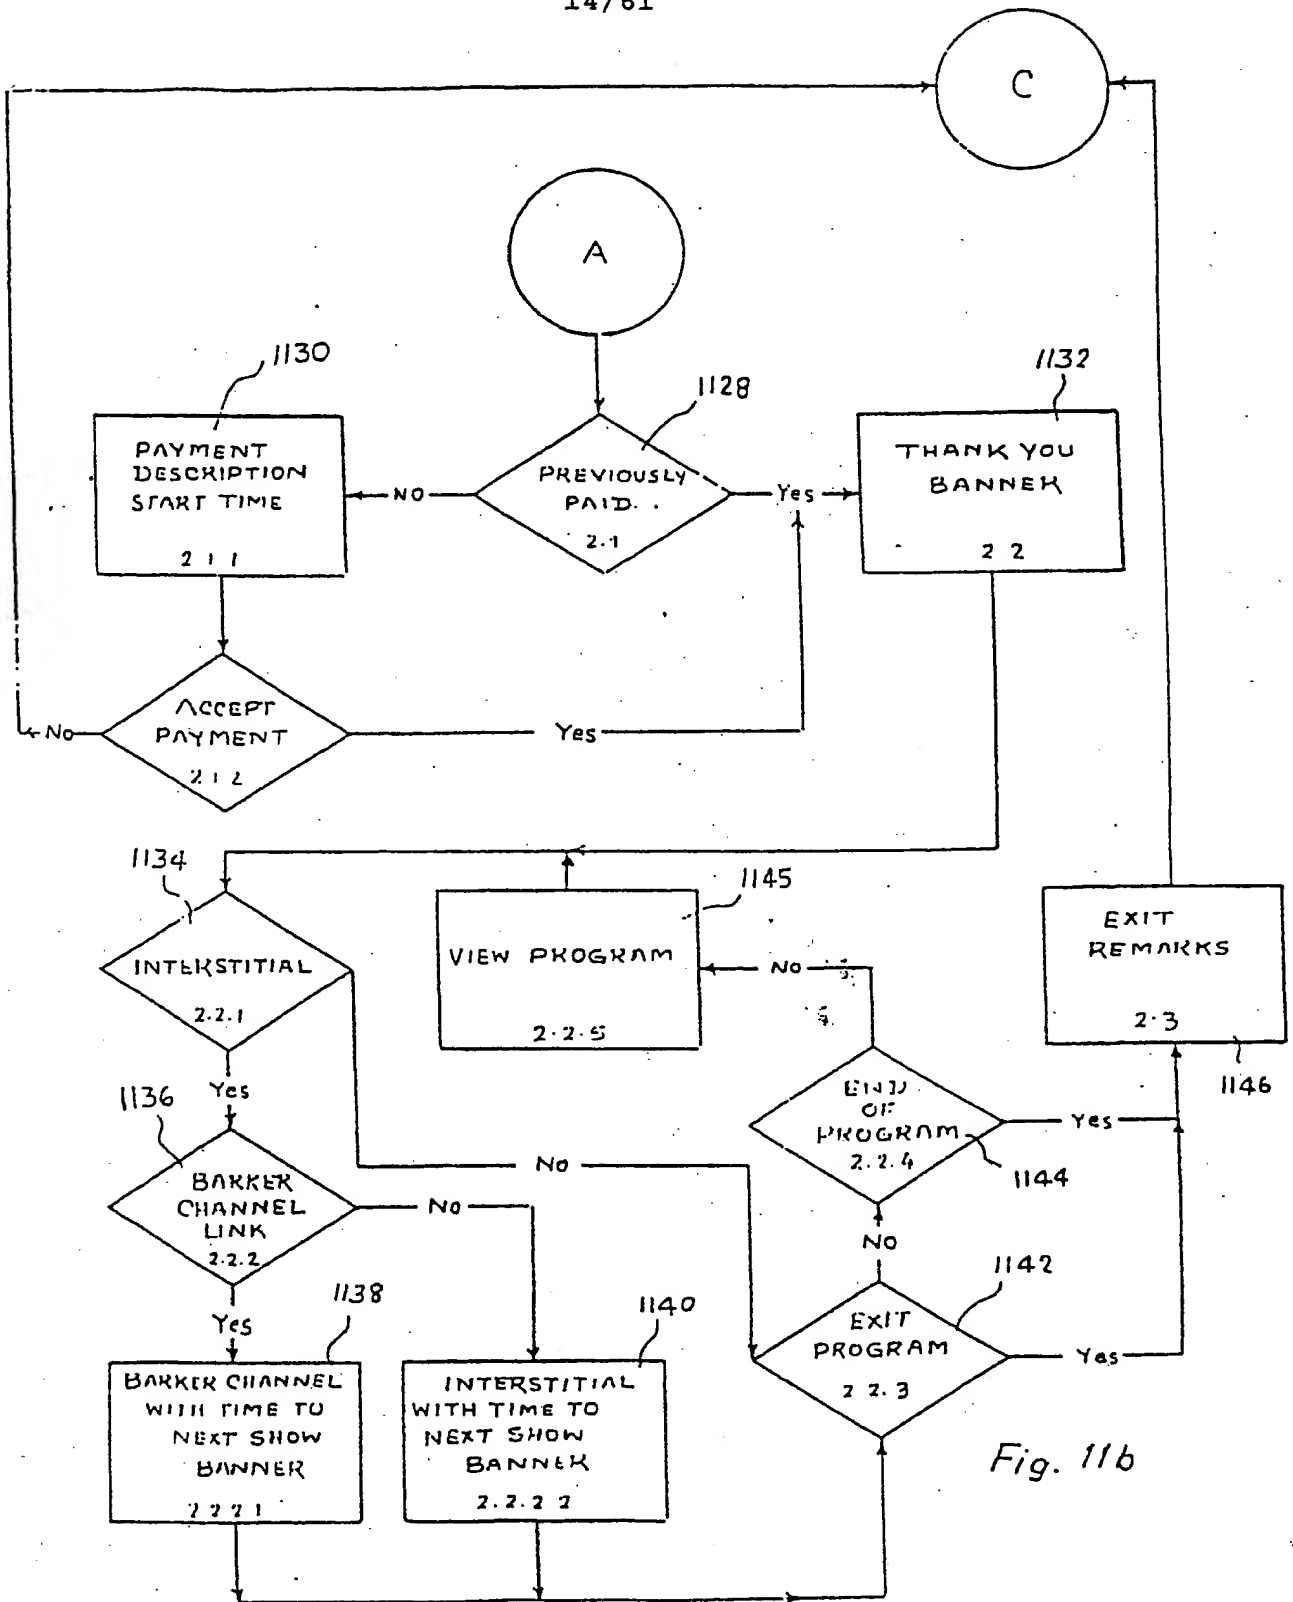 14/61
C
A
1130
1132
1128
PAYMENT
DESCRIPTION
START TIME
2 1 1
NO
PREVIOUSLY
PAID.
2.1
Yes
THANK YOU
BANNER
2 2
ACCEPT
PAYMENT
2 1 2
No
Yes
1134
INTERSTITIAL
2.2.1
Yes
No
1145
VIEW PROGRAM
2.2.5
No
EXIT
REMARKS
2.3
1146
END
OF
PROGRAM
2.2.4
1144
Yes
1136
BARKER
CHANNEL
LINK
2.2.2
No
Yes
No
1142
EXIT
PROGRAM
2 2.3
Yes
1138
BARKER CHANNEL
WITH TIME TO
NEXT SHOW
BANNER
2 2 2 1
1140
INTERSTITIAL
WITH TIME TO
NEXT SHOW
BANNER
2.2.2 2
Fig. 11b